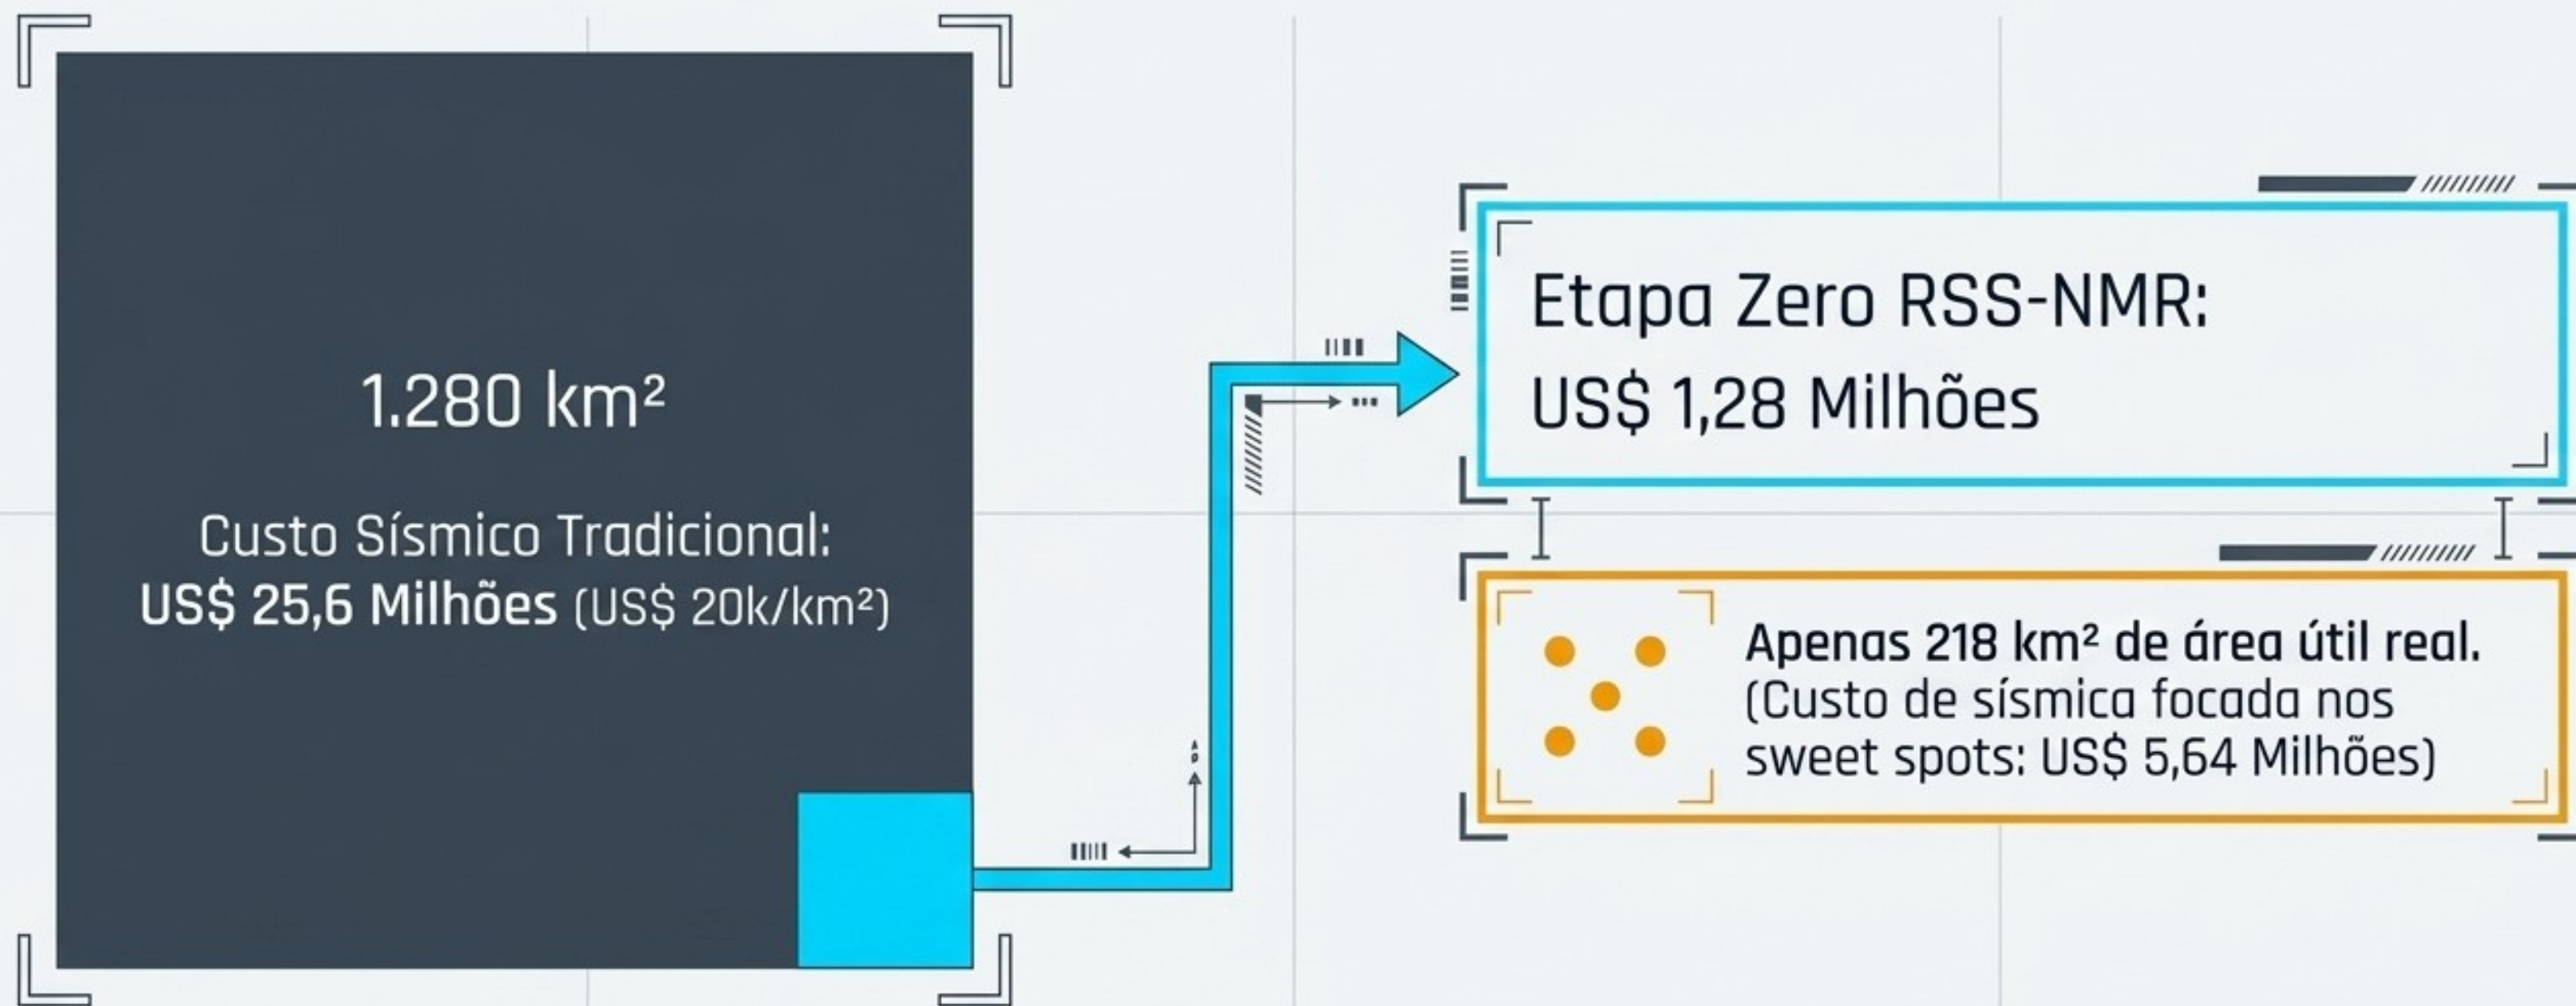 1.280 km²
Custo Sísmico Tradicional:
US$ 25,6 Milhões (US$ 20k/km²)
Etapa Zero RSS-NMR:
US$ 1,28 Milhões
Apenas 218 km² de área útil real.
(Custo de sísmica focada nos
sweet spots: US$ 5,64 Milhões)